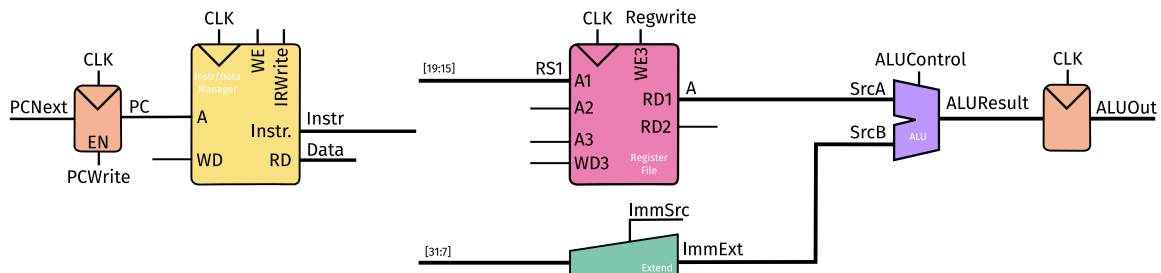 CLK
PCNext
PC
EN
PCWrite
CLK
WE
IRWrite
Instr/Data
Manager
A
WD
Instr.
RD
Instr
Data
[19:15]
RS1
CLK
Regwrite
WE3
A1
A2
A3
WD3
RD1
RD2
Register
File
A
[31:7]
ImmSrc
Extend
ImmExt
SrcA
SrcB
ALUControl
ALU
ALUResult
CLK
ALUOut